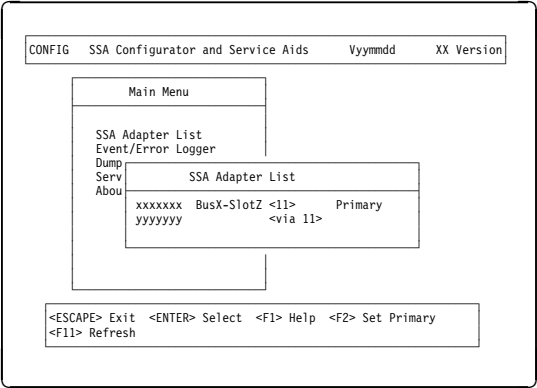 CONFIG SSA Configurator and Service Aids Vyymmdd XX Version
Main Menu
SSA Adapter List
Event/Error Logger
Dump
Serv
Abou
SSA Adapter List
xxxxxxx BusX-SlotZ <11> Primary
yyyyyyy <via 11>
<ESCAPE> Exit <ENTER> Select <F1> Help <F2> Set Primary
<F11> Refresh